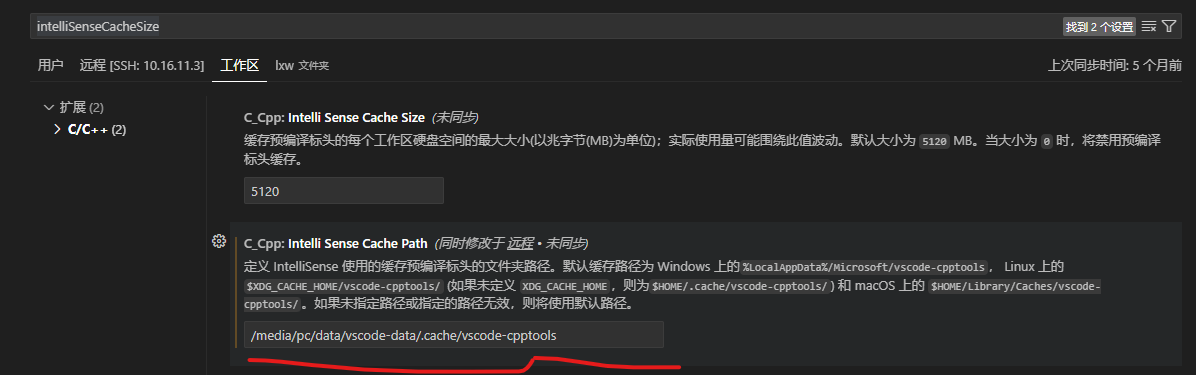 intelliSenseCacheSize
找到 2 个设置
用户 远程 [SSH: 10.16.11.3] 工作区 lxw 文件夹
上次同步时间: 5 个月前
扩展 (2)
C/C++ (2)
C_Cpp: Intelli Sense Cache Size (未同步)
缓存预编译标头的每个工作区硬盘空间的最大大小(以兆字节(MB)为单位)；实际使用量可能围绕此值波动。默认大小为 5120 MB。当大小为 0 时，将禁用预编译
标头缓存。
5120
C_Cpp: Intelli Sense Cache Path (同时修改于 远程 • 未同步)
定义 IntelliSense 使用的缓存预编译标头的文件夹路径。默认缓存路径为 Windows 上的 %LocalAppData%/Microsoft/vscode-cpptools， Linux 上的
$XDG_CACHE_HOME/vscode-cpptools/ (如果未定义 XDG_CACHE_HOME，则为 $HOME/.cache/vscode-cpptools/) 和 macOS 上的 $HOME/Library/Caches/vscode-
cpptools/。如果未指定路径或指定的路径无效，则将使用默认路径。
/media/pc/data/vscode-data/.cache/vscode-cpptools